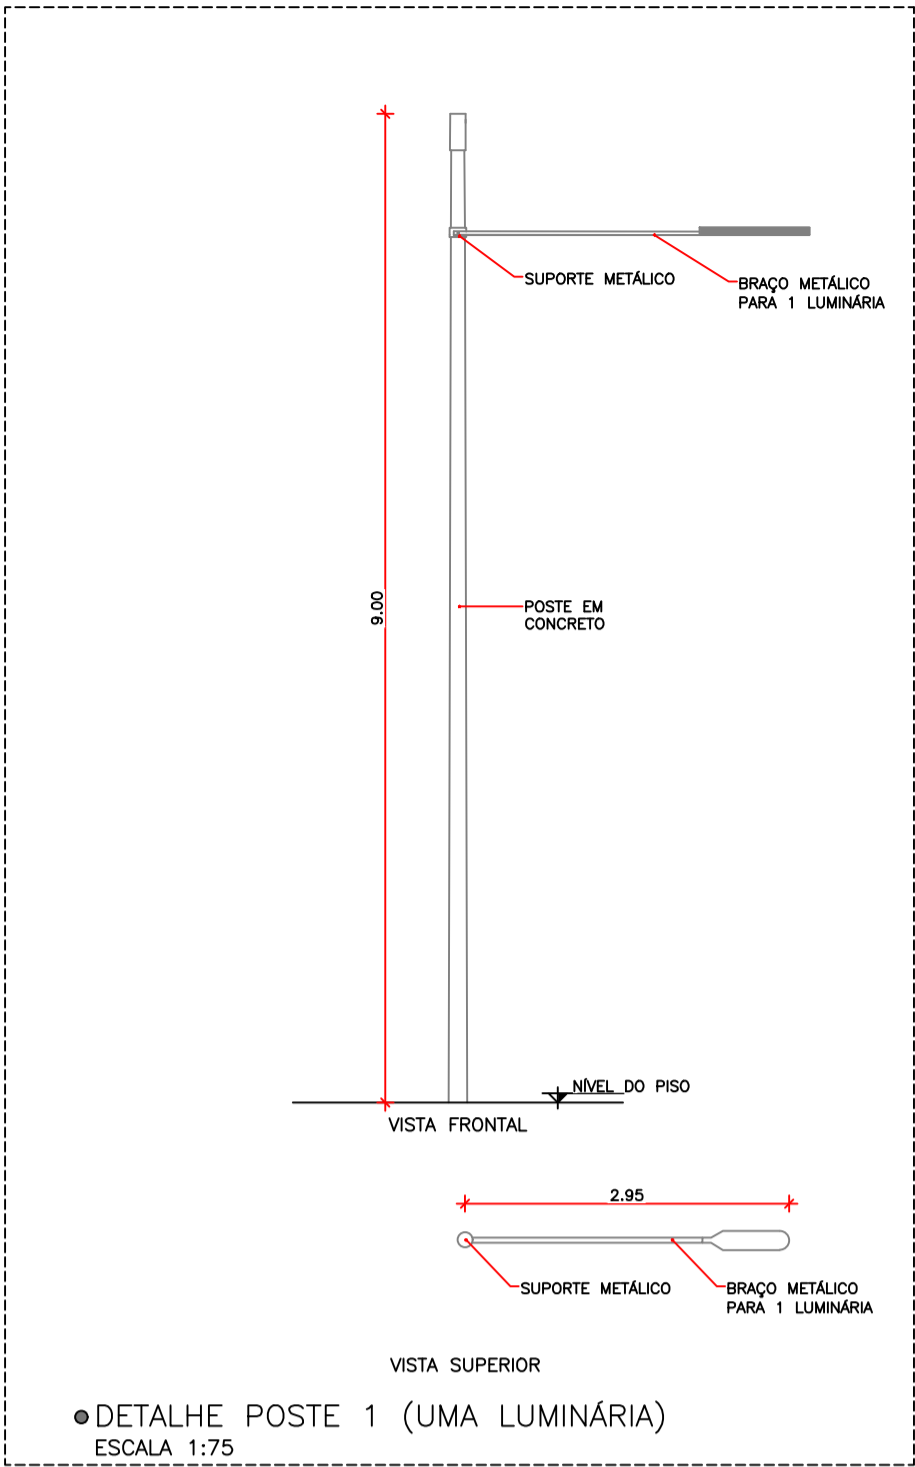 SUPORTE METÁLICO
BRAÇO METÁLICO
PARA 1 LUMINÁRIA
9.00
POSTE EM
CONCRETO
NÍVEL DO PISO
VISTA FRONTAL
2.95
SUPORTE METÁLICO
BRAÇO METÁLICO
PARA 1 LUMINÁRIA
VISTA SUPERIOR
DETALHE POSTE 1 (UMA LUMINÁRIA)
ESCALA 1:75